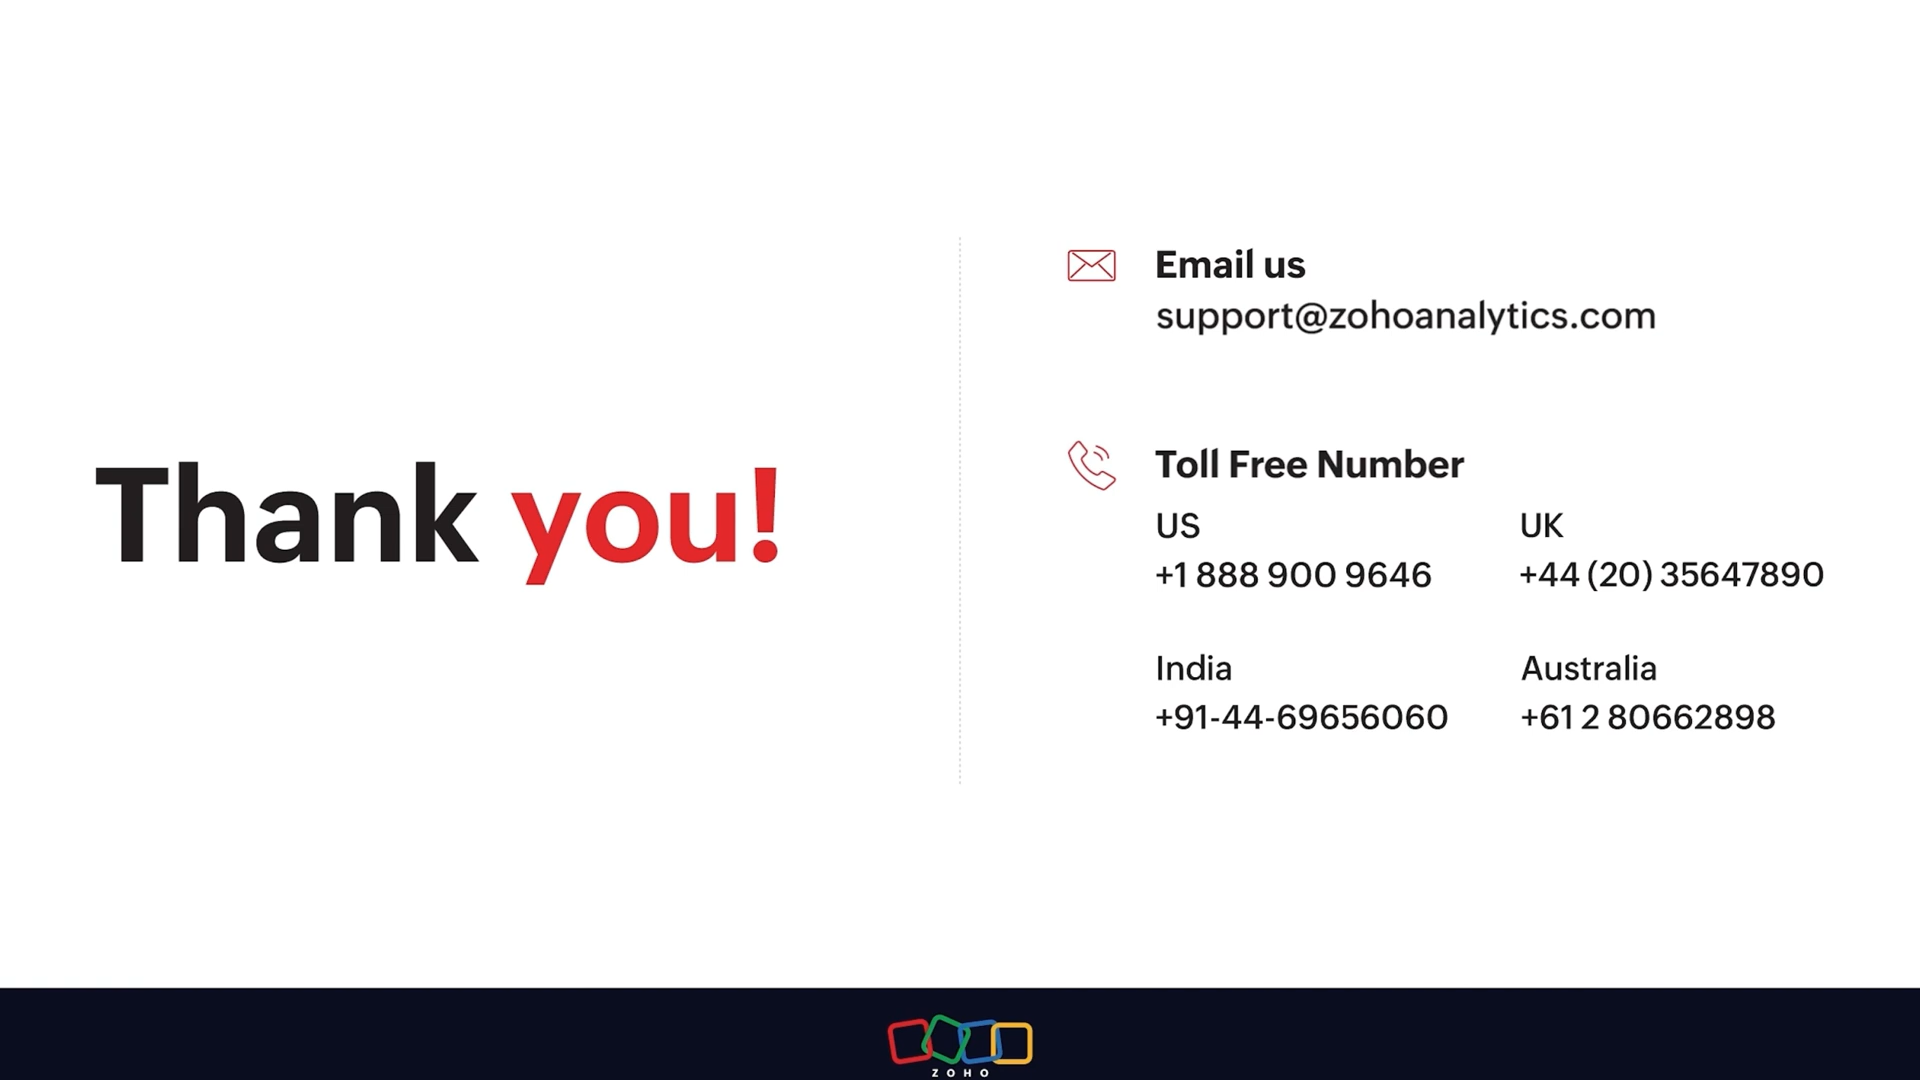 Thank you!
Email us
support@zohoanalytics.com
Toll Free Number
US
+1 888 900 9646
UK
+44 (20) 35647890
India
+91-44-69656060
Australia
+61 2 80662898
ZOHO